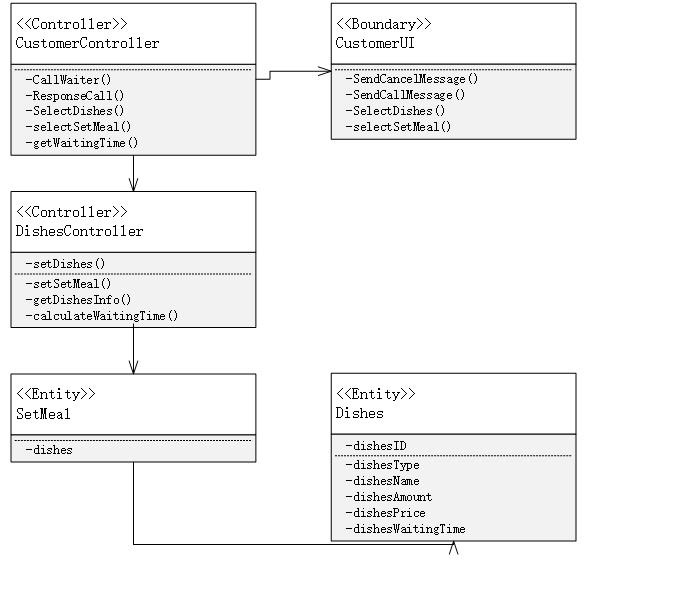 <<Controller>>
CustomerController
-CallWaiter()
-ResponseCall()
-SelectDishes()
-selectSetMeal()
-getWaitingTime()
<<Boundary>>
CustomerUI
-SendCancelMessage()
-SendCallMessage()
-SelectDishes()
-selectSetMeal()
<<Controller>>
DishesController
-setDishes()
-setSetMeal()
-getDishesInfo()
-calculateWaitingTime()
<<Entity>>
SetMeal
-dishes
<<Entity>>
Dishes
-dishesID
-dishesType
-dishesName
-dishesAmount
-dishesPrice
-dishesWaitingTime